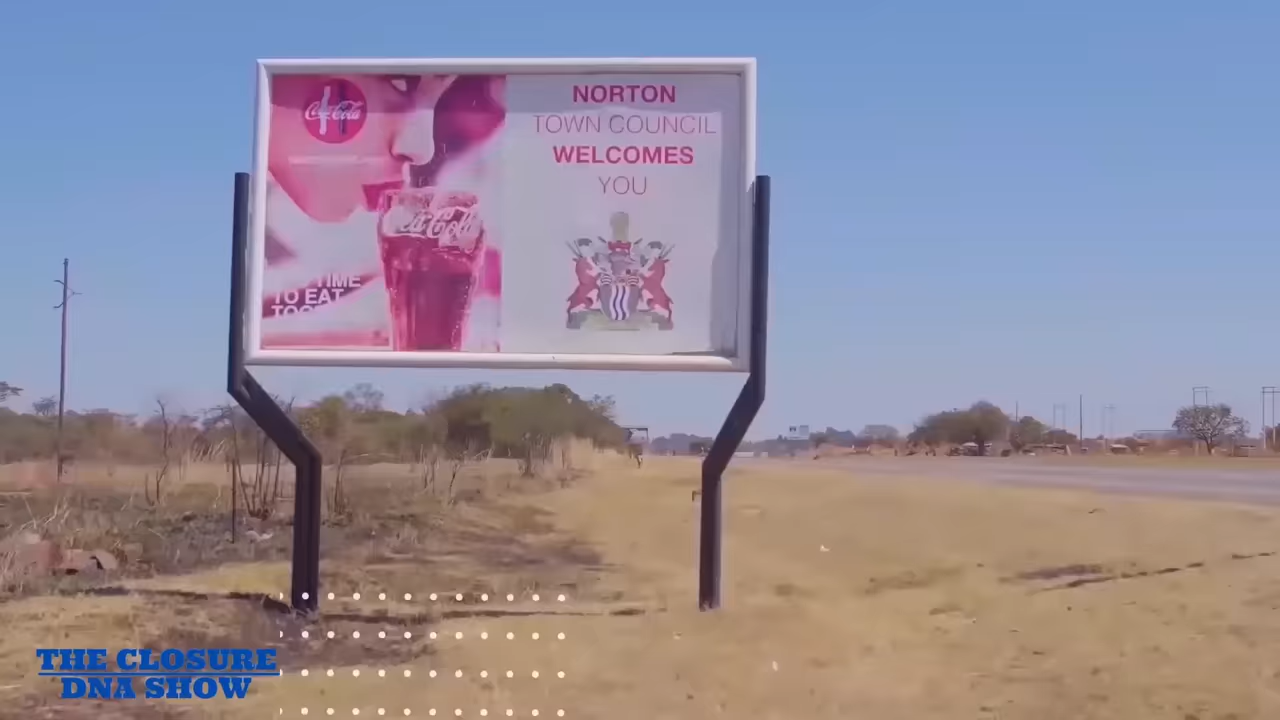 Coca-Cola
Coca-Cola
TIME
TO EAT
NORTON
TOWN COUNCIL
WELCOMES
YOU
THE CLOSURE
DNA SHOW